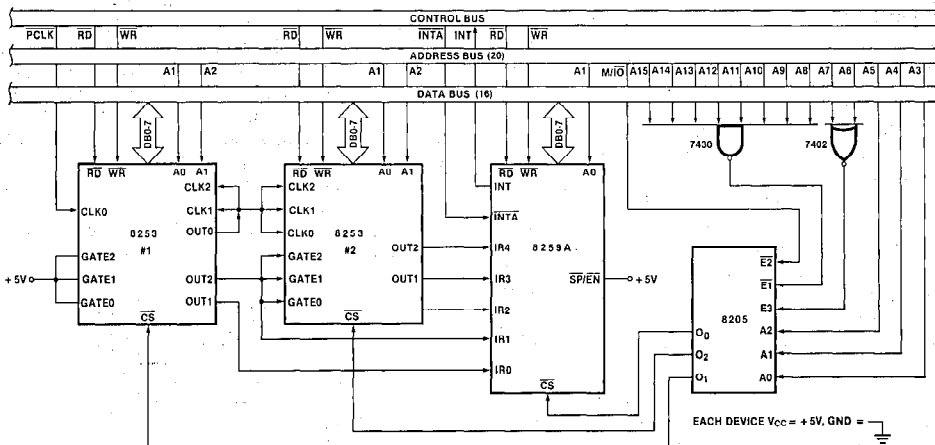 CONTROL BUS
PCLK RD WR RD WR INTA INT RD WR
ADDRESS BUS (20)
A1 A2 A1 A2 A1 M/IO A15 A14 A13 A12 A11 A10 A9 A8 A7 A6 A5 A4 A3
DATA BUS (16)
DB0-7 DB0-7 DB0-7
7430 7402
RD WR A0 A1
CLK2
CLK1
OUT0
CLK0
8253
#1
GATE2
GATE1
GATE0
+5V
OUT2
OUT1
CS
RD WR A0 A1
CLK2
CLK1
CLK0
8253
#2
GATE2
GATE1
GATE0
OUT2
OUT1
CS
RD WR A0
INT
INTA
8259A
IR4
IR3
IR2
IR1
IR0
SP/EN
+5V
CS
E2
E1
E3
8205
A2
A1
A0
O0
O2
O1
EACH DEVICE VCC = +5V, GND =